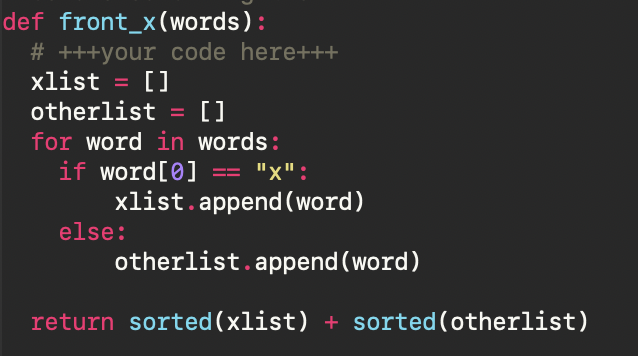 def front_x(words):
  # +++your code here+++
  xlist = []
  otherlist = []
  for word in words:
    if word[0] == "x":
        xlist.append(word)
    else:
        otherlist.append(word)

  return sorted(xlist) + sorted(otherlist)